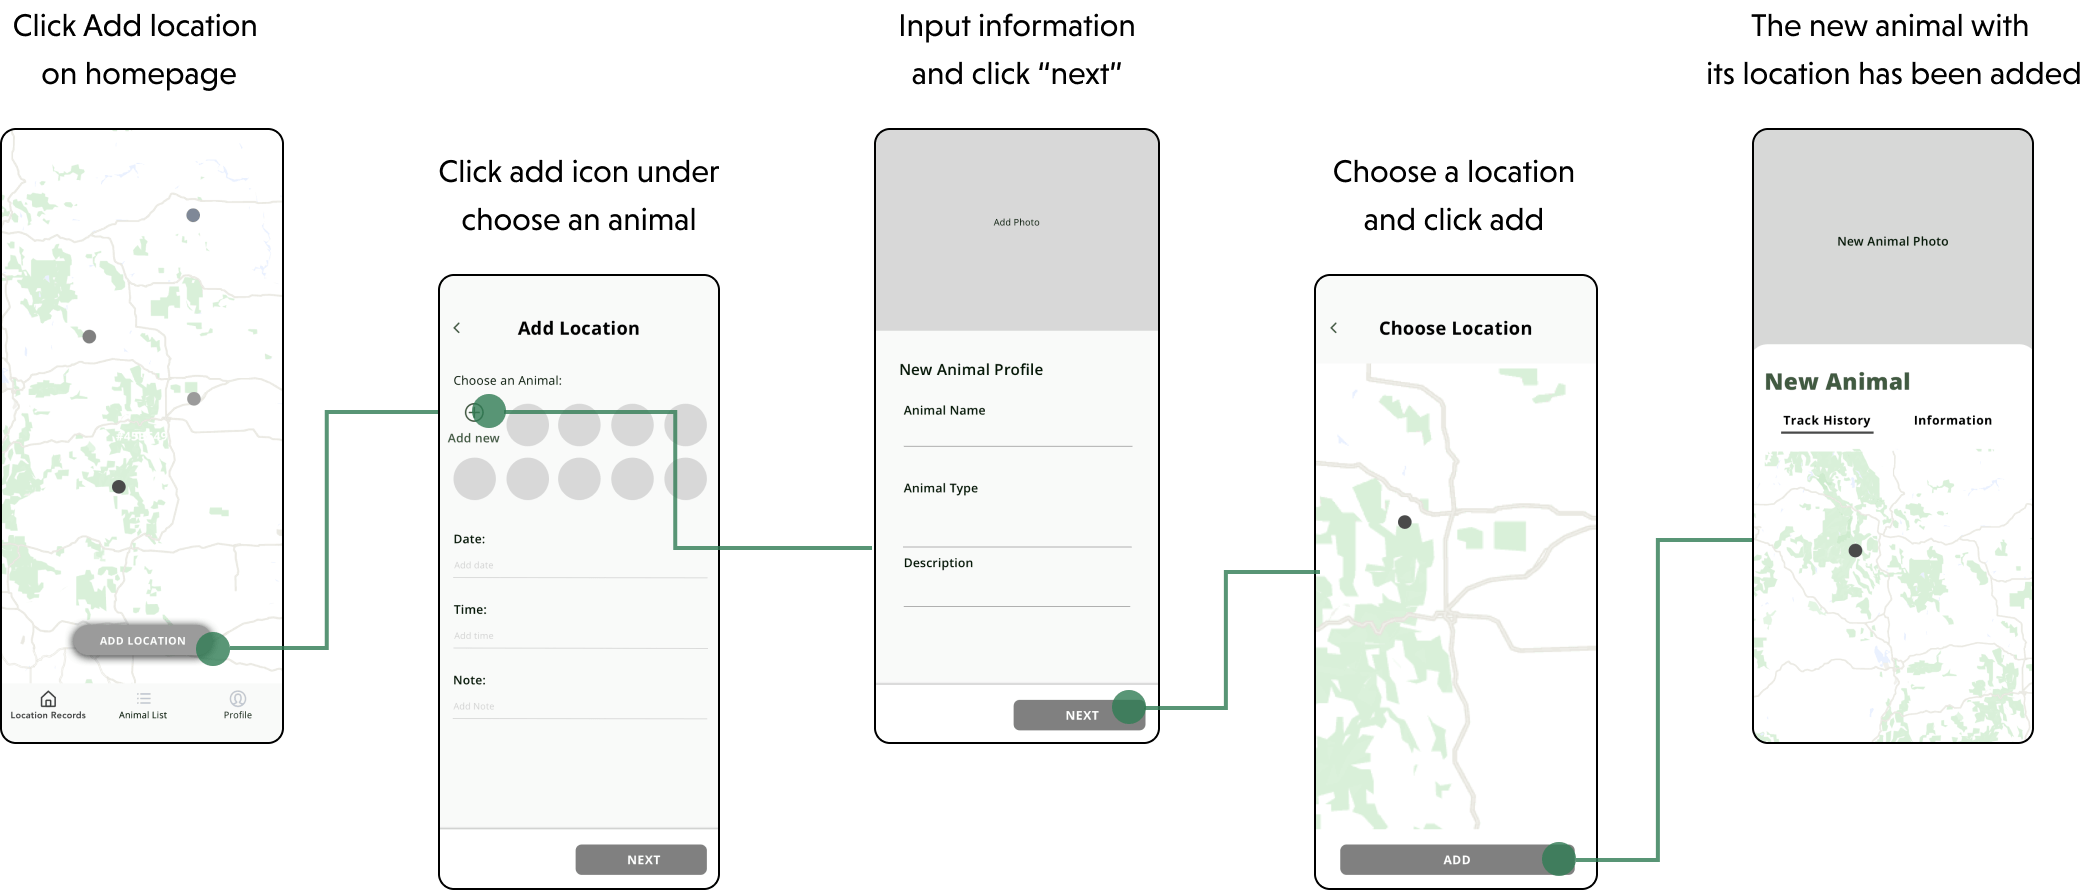 Click Add location
on homepage
ADD LOCATION
Location Records
Animal List
Profile
Click add icon under
choose an animal
Add Location
Choose an Animal:
Add new
Date:
Add date
Time:
Add time
Note:
Add Note
NEXT
Input information
and click “next”
Add Photo
New Animal Profile
Animal Name
Animal Type
Description
NEXT
Choose a location
and click add
Choose Location
ADD
The new animal with
its location has been added
New Animal Photo
New Animal
Track History
Information